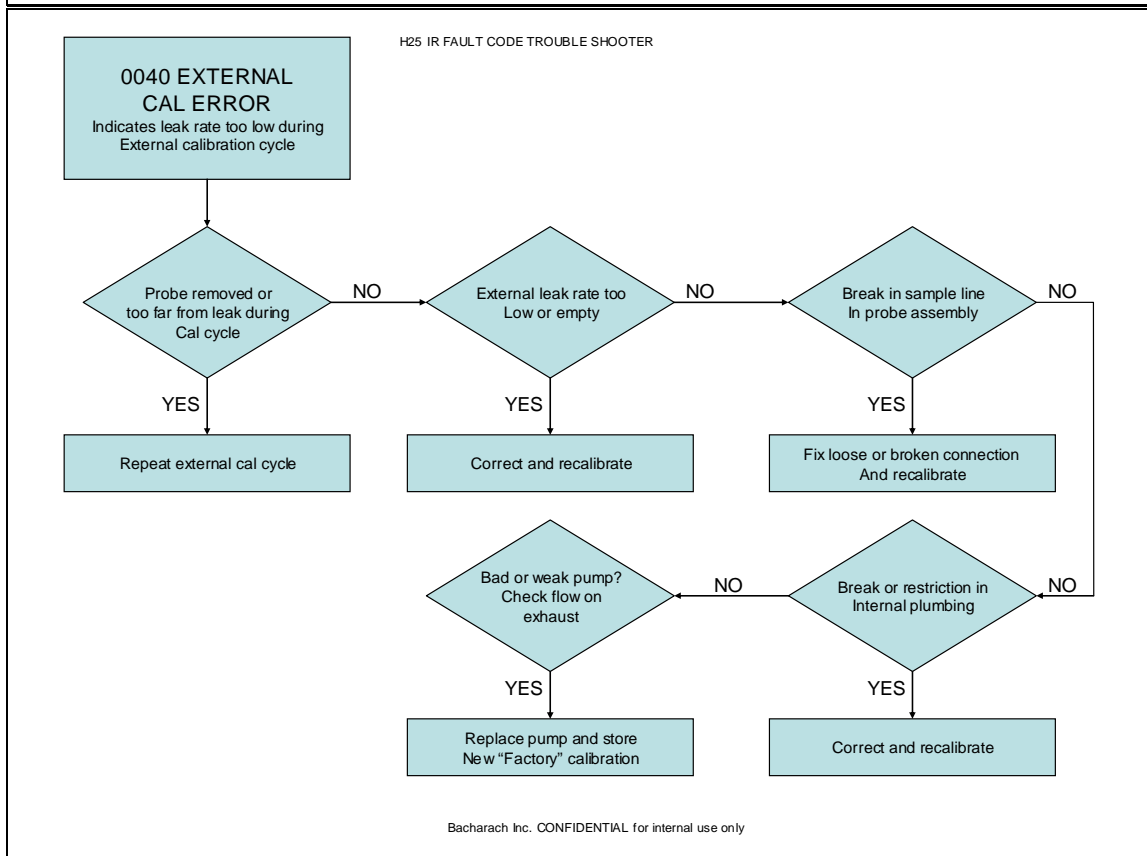 H25 IR FAULT CODE TROUBLE SHOOTER
0040 EXTERNAL
CAL ERROR
Indicates leak rate too low during
External calibration cycle
Probe removed or
too far from leak during
Cal cycle
NO
External leak rate too
Low or empty
NO
Break in sample line
In probe assembly
NO
YES
YES
YES
Repeat external cal cycle
Correct and recalibrate
Fix loose or broken connection
And recalibrate
Bad or weak pump?
Check flow on
exhaust
NO
Break or restriction in
Internal plumbing
NO
YES
YES
Replace pump and store
New “Factory” calibration
Correct and recalibrate
Bacharach Inc. CONFIDENTIAL for internal use only